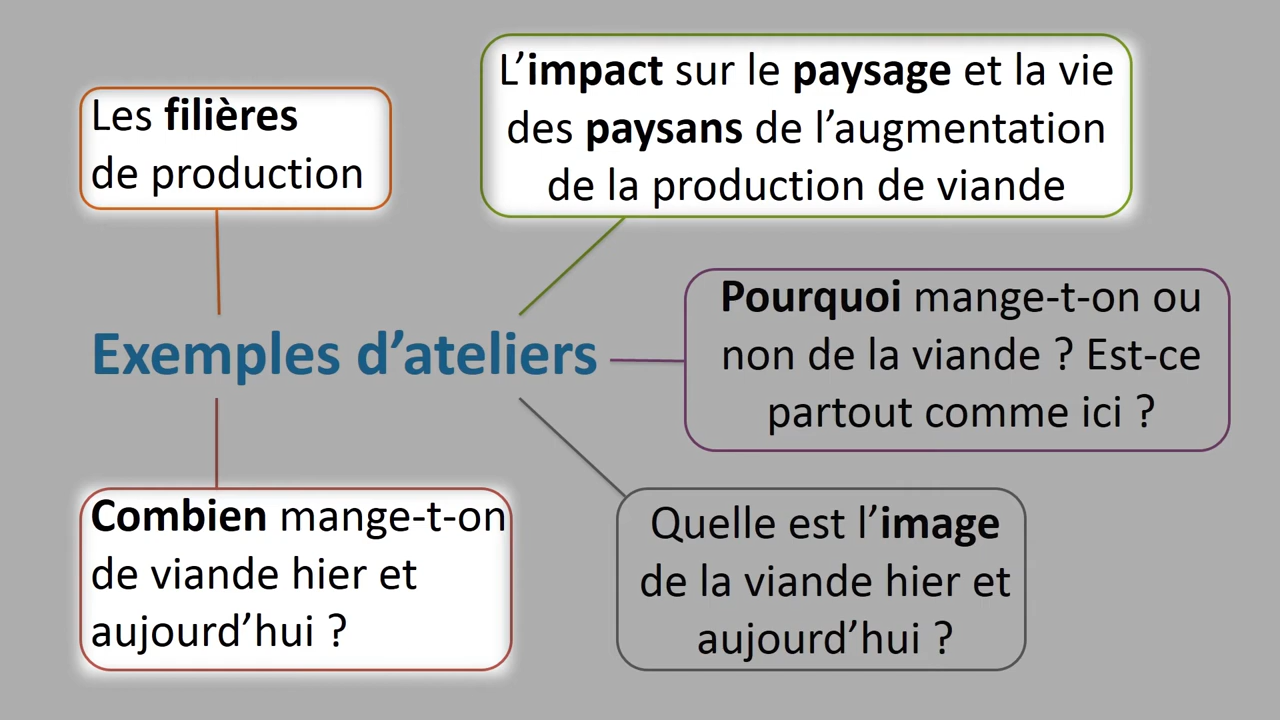 Les filières
de production
L’impact sur le paysage et la vie
des paysans de l’augmentation
de la production de viande
Exemples d’ateliers
Pourquoi mange-t-on ou
non de la viande ? Est-ce
partout comme ici ?
Combien mange-t-on
de viande hier et
aujourd’hui ?
Quelle est l’image
de la viande hier et
aujourd’hui ?